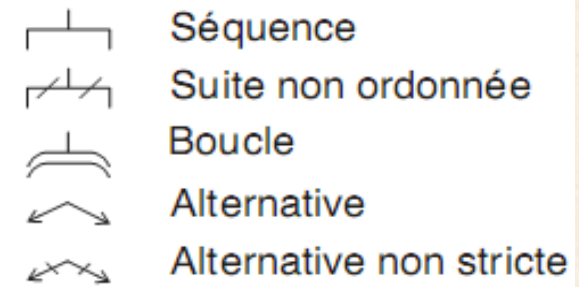 Séquence
Suite non ordonnée
Boucle
Alternative
Alternative non stricte